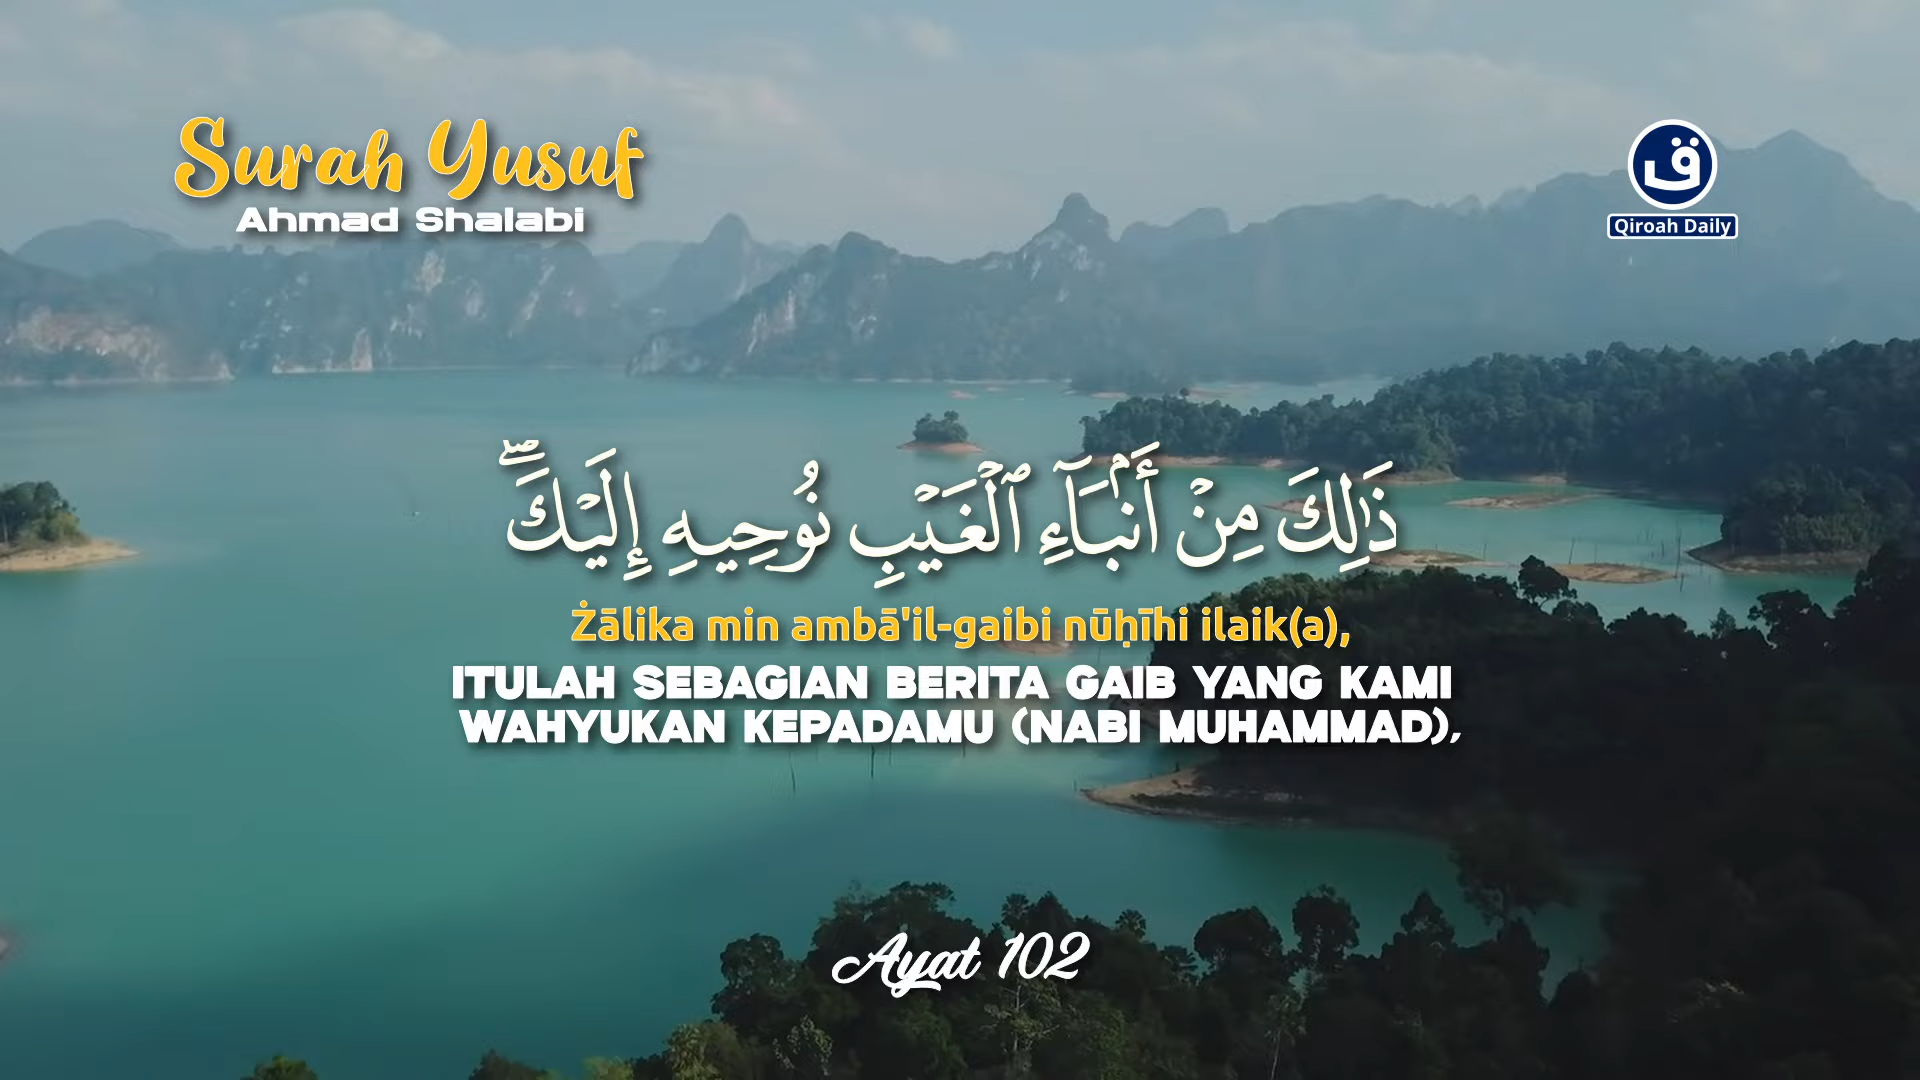 Surah Yusuf
Ahmad Shalabi
ق
Qiroah Daily
ذَٰلِكَ مِنْ أَنۢبَآءِ ٱلْغَيْبِ نُوحِيهِ إِلَيْكَ ۖ
Żālika min ambā'il-gaibi nūḥīhi ilaik(a),
ITULAH SEBAGIAN BERITA GAIB YANG KAMI
WAHYUKAN KEPADAMU (NABI MUHAMMAD),
Ayat 102